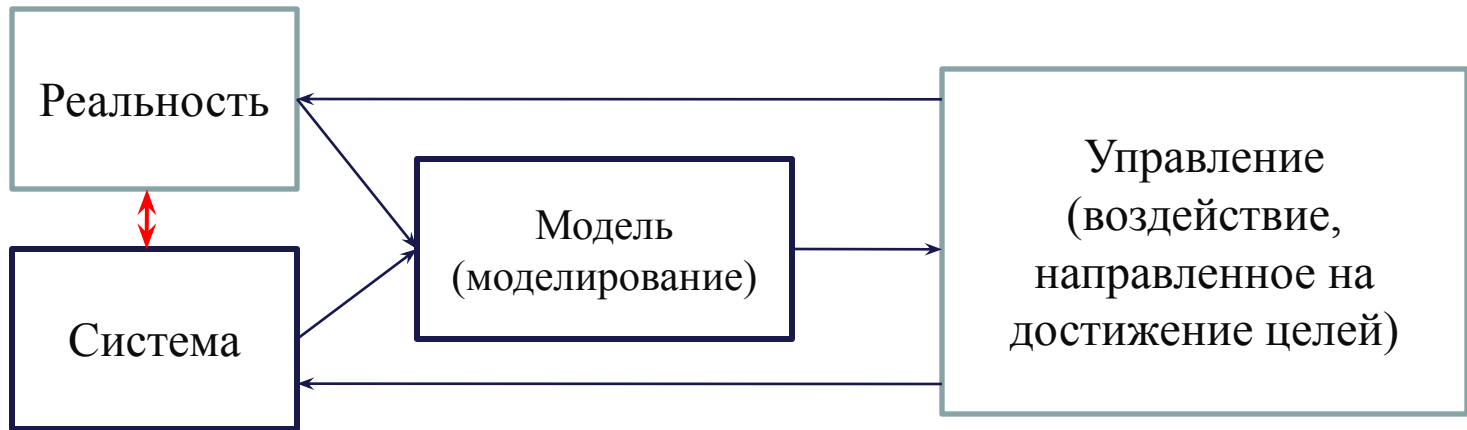 Реальность
Система
Модель
(моделирование)
Управление
(воздействие,
направленное на
достижение целей)